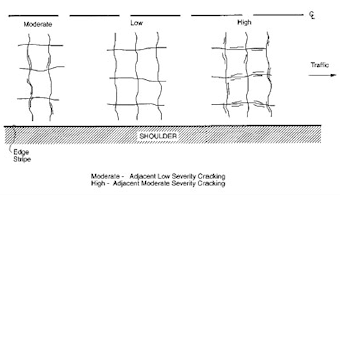 ℄
Moderate
Low
High
Traffic
SHOULDER
Edge
Stripe
Moderate - Adjacent Low Severity Cracking
High - Adjacent Moderate Severity Cracking